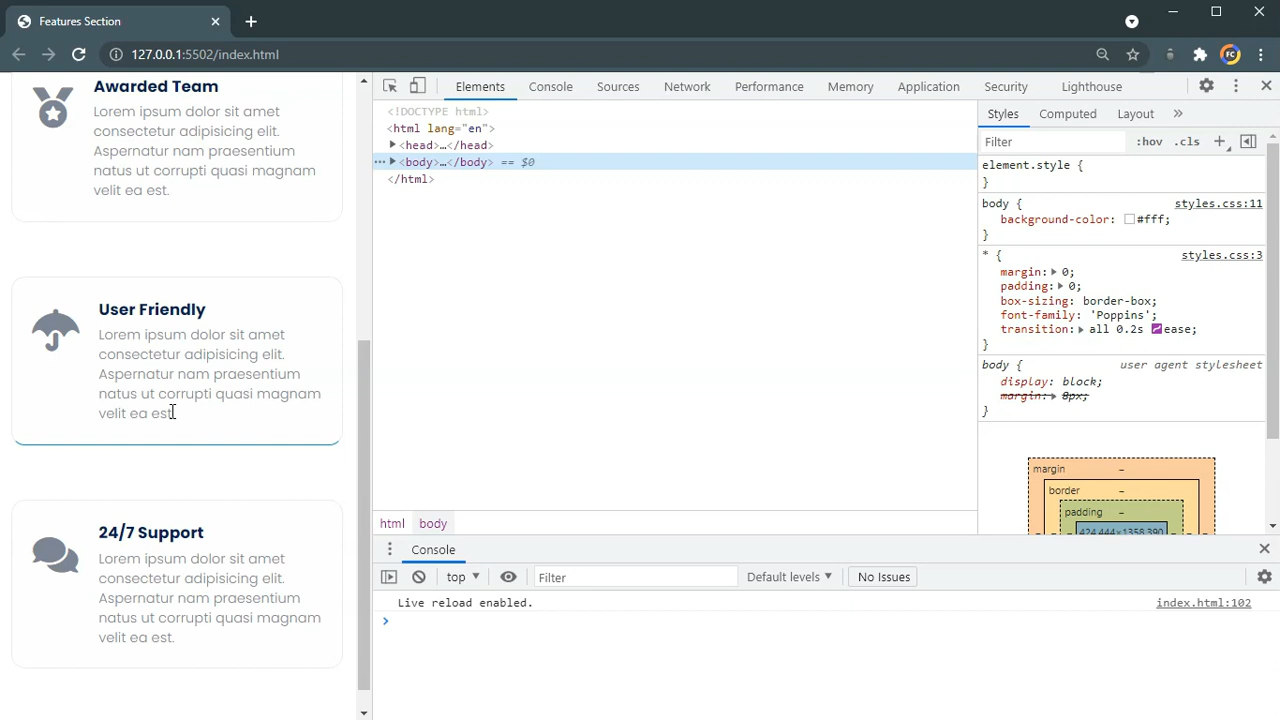 Features Section
127.0.0.1:5502/index.html
FC
Awarded Team
Lorem ipsum dolor sit amet
consectetur adipisicing elit.
Aspernatur nam praesentium
natus ut corrupti quasi magnam
velit ea est.
User Friendly
Lorem ipsum dolor sit amet
consectetur adipisicing elit.
Aspernatur nam praesentium
natus ut corrupti quasi magnam
velit ea est.
24/7 Support
Lorem ipsum dolor sit amet
consectetur adipisicing elit.
Aspernatur nam praesentium
natus ut corrupti quasi magnam
velit ea est.
Elements Console Sources Network Performance Memory Application Security Lighthouse
<!DOCTYPE html>
<html lang="en">
<head>…</head>
<body>…</body> == $0
</html>
html body
Styles Computed Layout »
Filter :hov .cls +
element.style {
}
body { styles.css:11
background-color: #fff;
}
* { styles.css:3
margin: 0;
padding: 0;
box-sizing: border-box;
font-family: 'Poppins';
transition: all 0.2s ease;
}
body { user agent stylesheet
display: block;
margin: 8px;
}
margin –
border –
padding –
424.444×1358.390
Console
top Filter Default levels No Issues
Live reload enabled. index.html:102